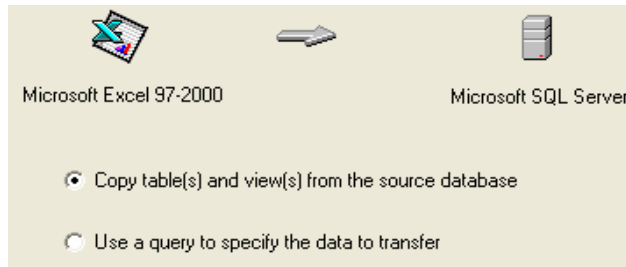 Microsoft Excel 97-2000
Microsoft SQL Server
Copy table(s) and view(s) from the source database
Use a query to specify the data to transfer